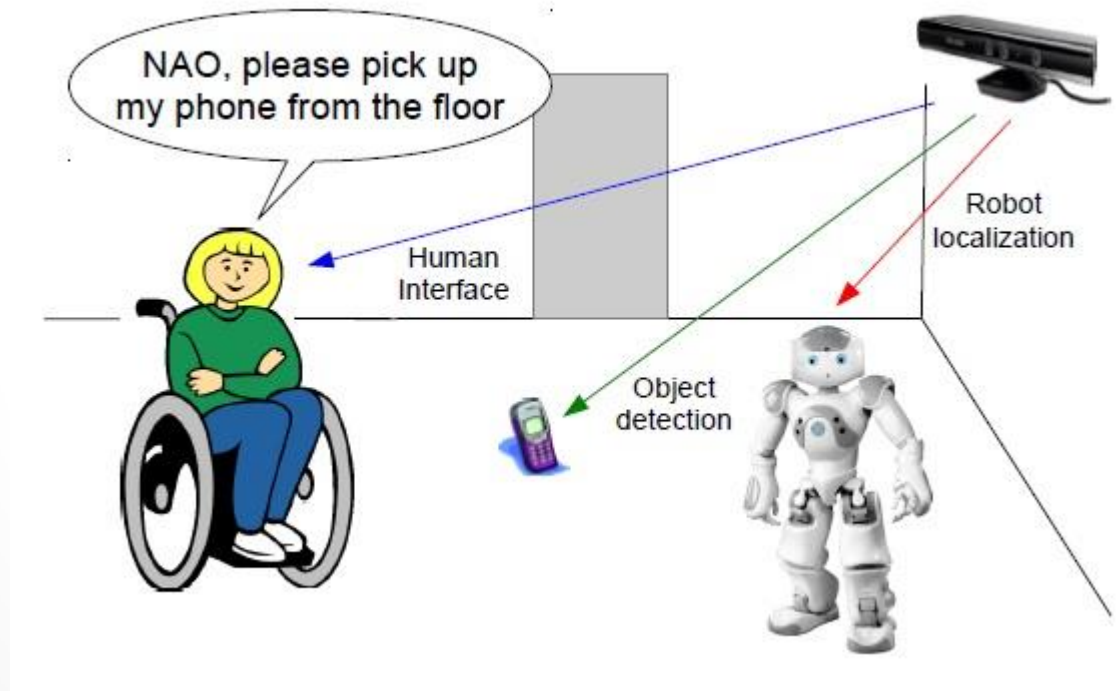 NAO, please pick up
my phone from the floor
Human
Interface
Robot
localization
Object
detection